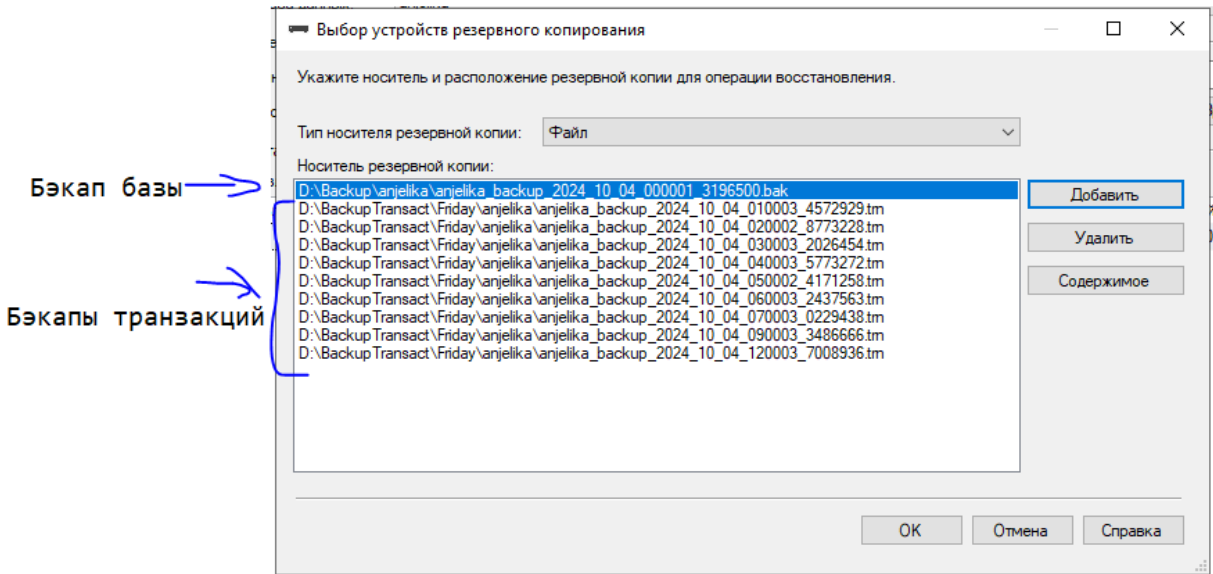 Выбор устройств резервного копирования
Укажите носитель и расположение резервной копии для операции восстановления.
Тип носителя резервной копии: Файл
Носитель резервной копии:
Бэкап базы
D:\Backup\anjelika\anjelika_backup_2024_10_04_000001_3196500.bak
Добавить
D:\BackupTransact\Friday\anjelika\anjelika_backup_2024_10_04_010003_4572929.trn
D:\BackupTransact\Friday\anjelika\anjelika_backup_2024_10_04_020002_8773228.trn
Удалить
D:\BackupTransact\Friday\anjelika\anjelika_backup_2024_10_04_030003_2026454.trn
D:\BackupTransact\Friday\anjelika\anjelika_backup_2024_10_04_040003_5773272.trn
D:\BackupTransact\Friday\anjelika\anjelika_backup_2024_10_04_050002_4171258.trn
Содержимое
D:\BackupTransact\Friday\anjelika\anjelika_backup_2024_10_04_060003_2437563.trn
Бэкапы транзакций
D:\BackupTransact\Friday\anjelika\anjelika_backup_2024_10_04_070003_0229438.trn
D:\BackupTransact\Friday\anjelika\anjelika_backup_2024_10_04_090003_3486666.trn
D:\BackupTransact\Friday\anjelika\anjelika_backup_2024_10_04_120003_7008936.trn
OK Отмена Справка